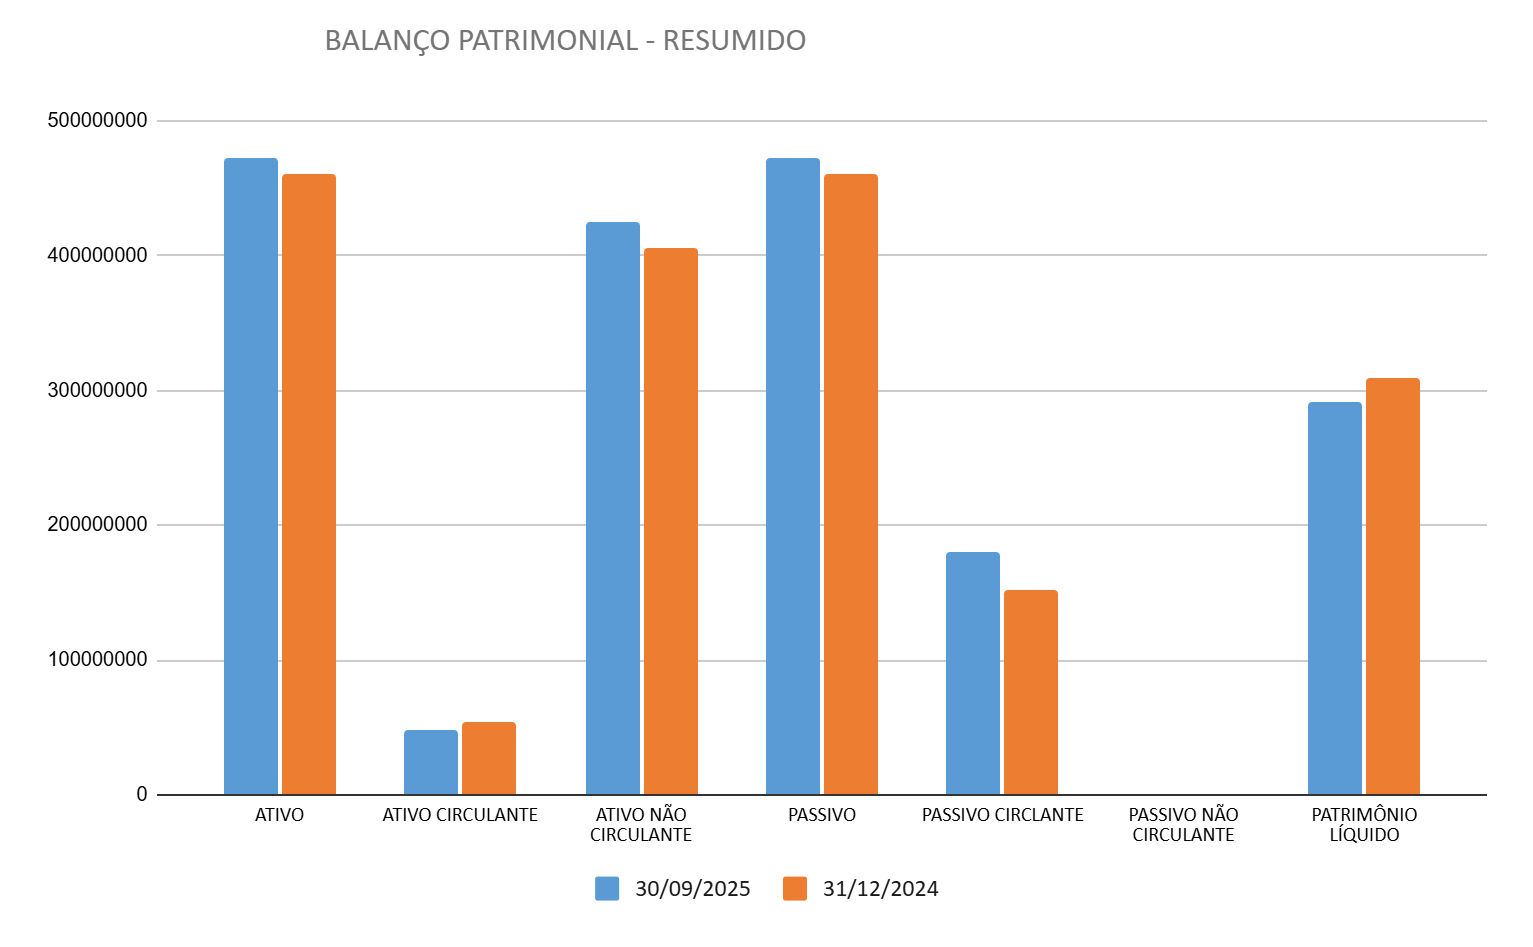 BALANÇO PATRIMONIAL - RESUMIDO
500000000
400000000
300000000
200000000
100000000
0
ATIVO
ATIVO CIRCULANTE
ATIVO NÃO
CIRCULANTE
PASSIVO
PASSIVO CIRCLANTE
PASSIVO NÃO
CIRCULANTE
PATRIMÔNIO
LÍQUIDO
30/09/2025
31/12/2024